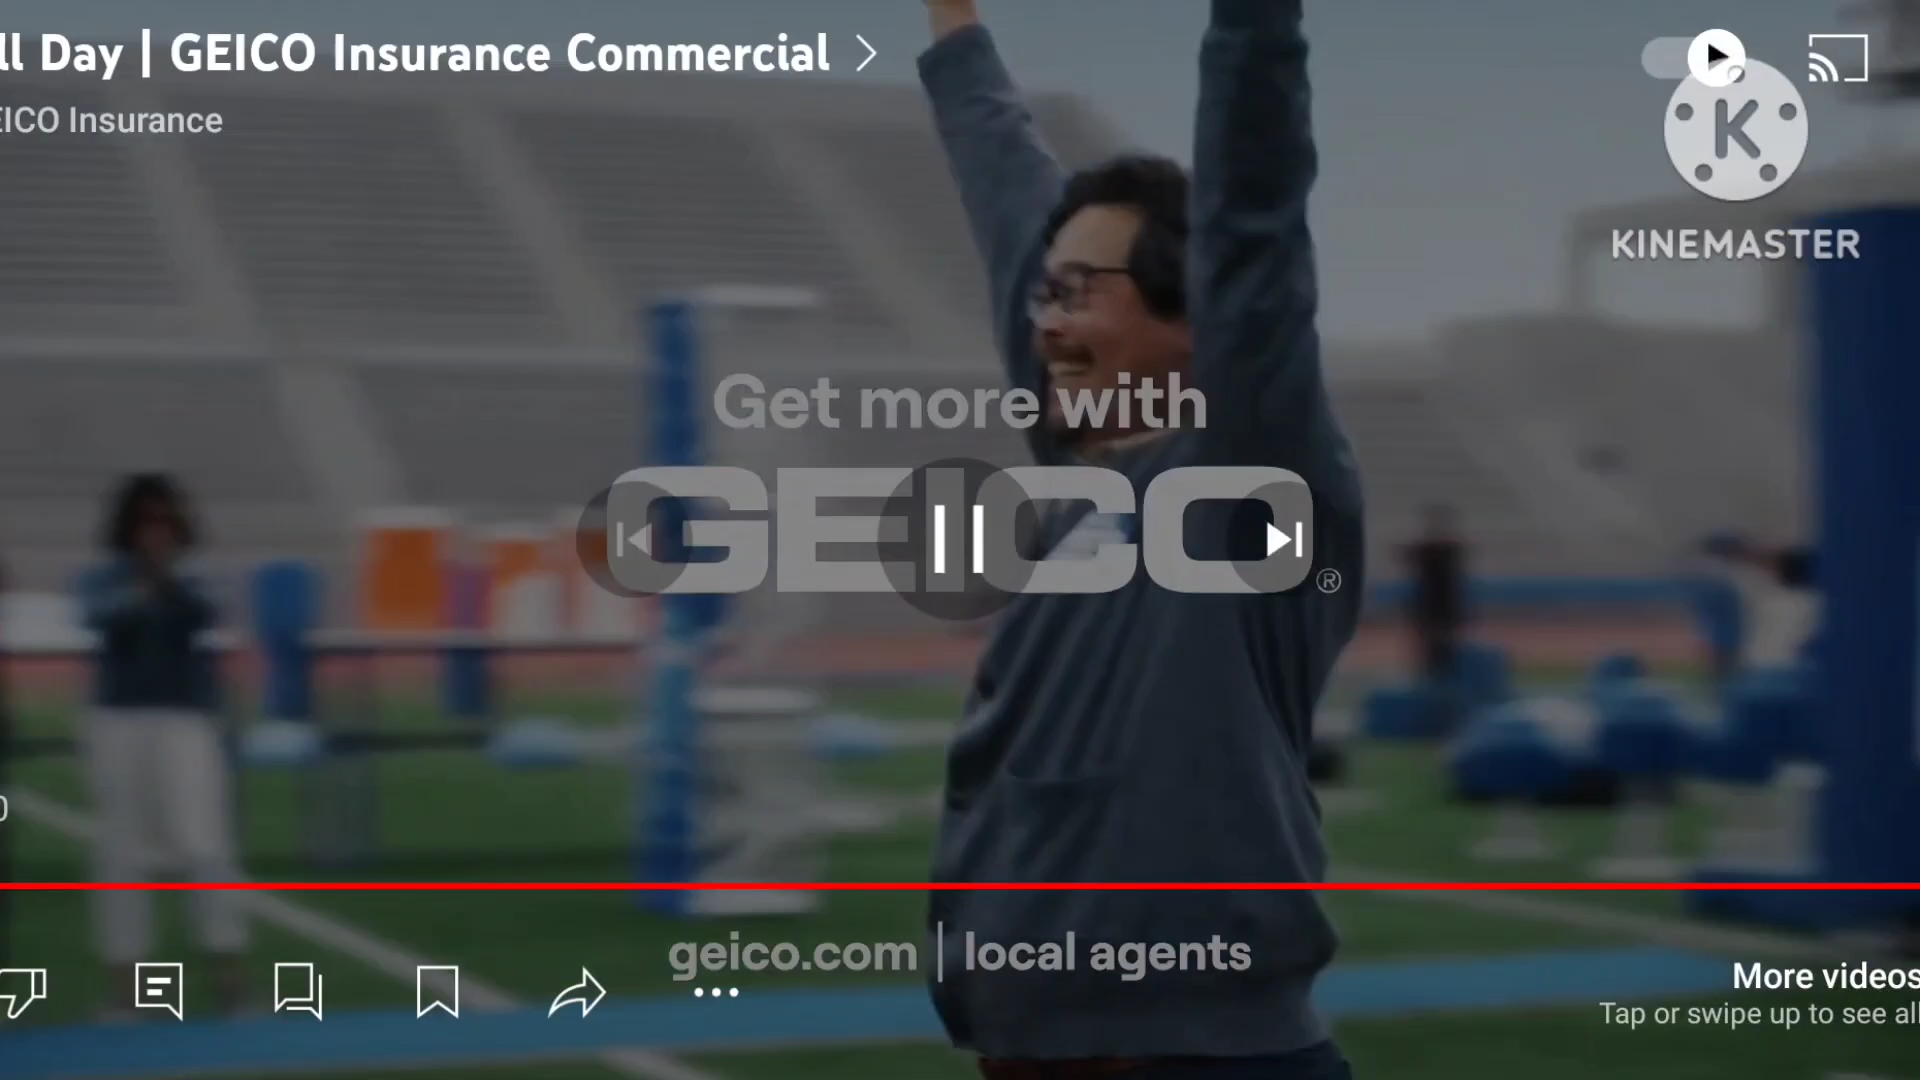 ll Day | GEICO Insurance Commercial
EICO Insurance
K
KINEMASTER
Get more with
GEICO®
geico.com | local agents
More videos
Tap or swipe up to see all